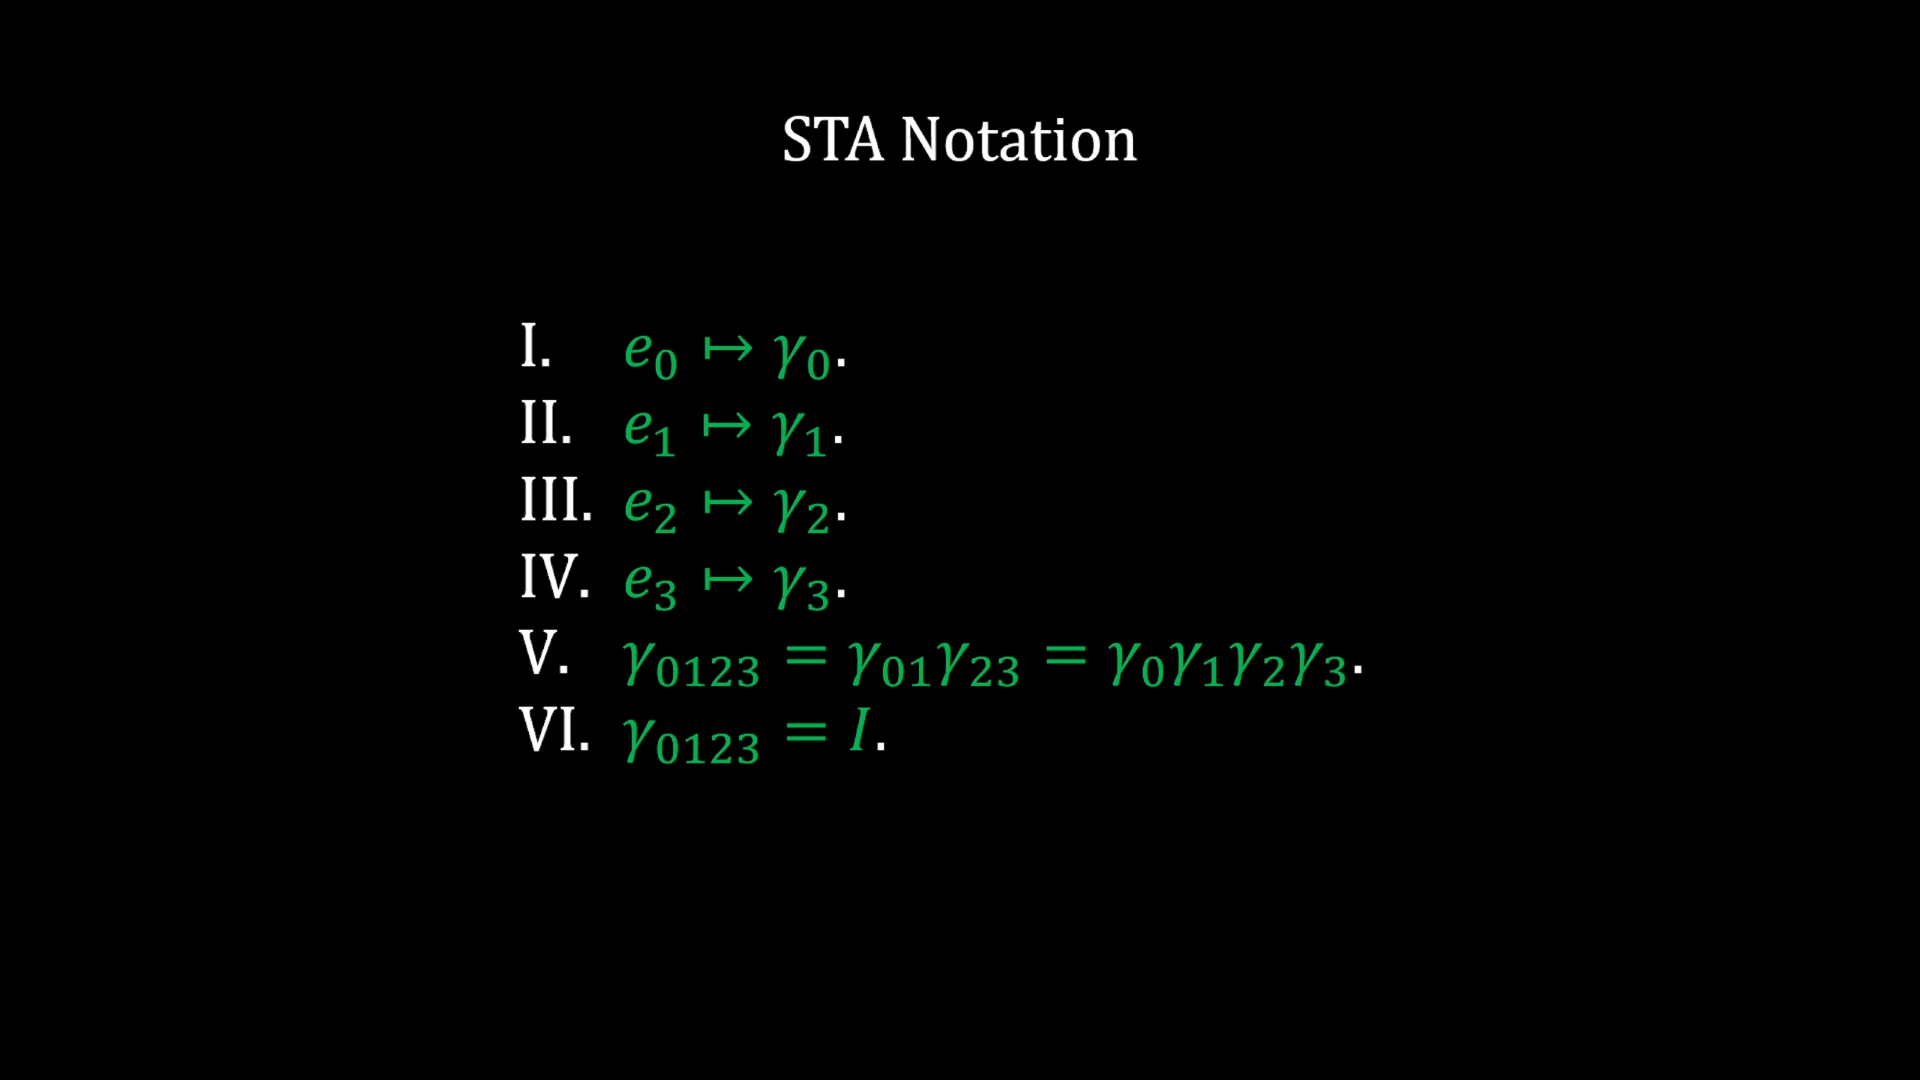 STA Notation
I. e₀ ↦ γ₀.
II. e₁ ↦ γ₁.
III. e₂ ↦ γ₂.
IV. e₃ ↦ γ₃.
V. γ₀₁₂₃ = γ₀₁γ₂₃ = γ₀γ₁γ₂γ₃.
VI. γ₀₁₂₃ = I.